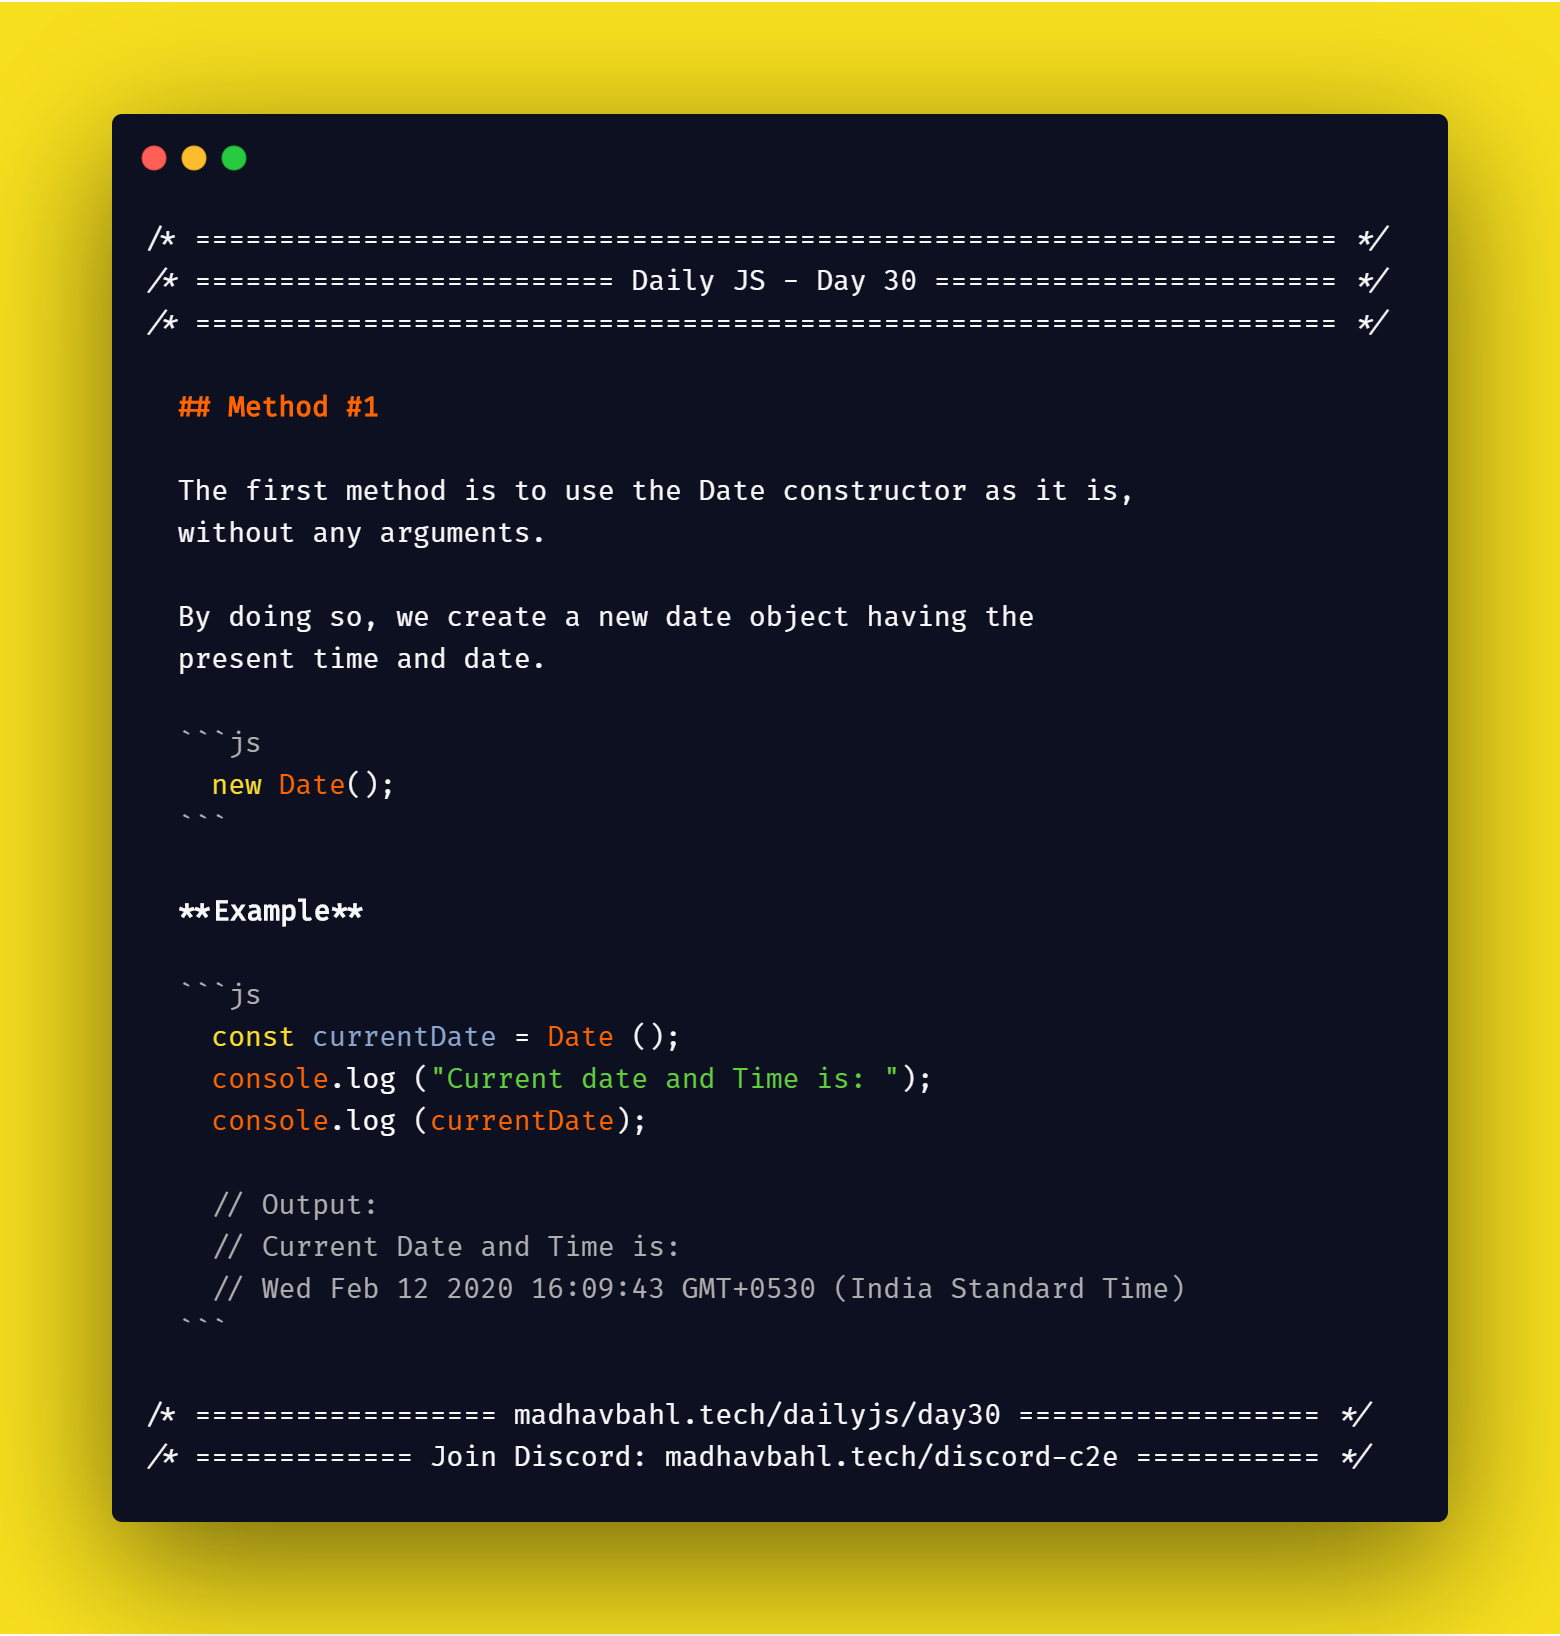 /* ==================================================================== */
/* ========================= Daily JS - Day 30 ======================== */
/* ==================================================================== */
## Method #1
The first method is to use the Date constructor as it is,
without any arguments.
By doing so, we create a new date object having the
present time and date.
```js
new Date();
```
**Example**
```js
const currentDate = Date ();
console.log ("Current date and Time is: ");
console.log (currentDate);
// Output:
// Current Date and Time is:
// Wed Feb 12 2020 16:09:43 GMT+0530 (India Standard Time)
```
/* ================== madhavbahl.tech/dailyjs/day30 ================== */
/* ============= Join Discord: madhavbahl.tech/discord-c2e =========== */